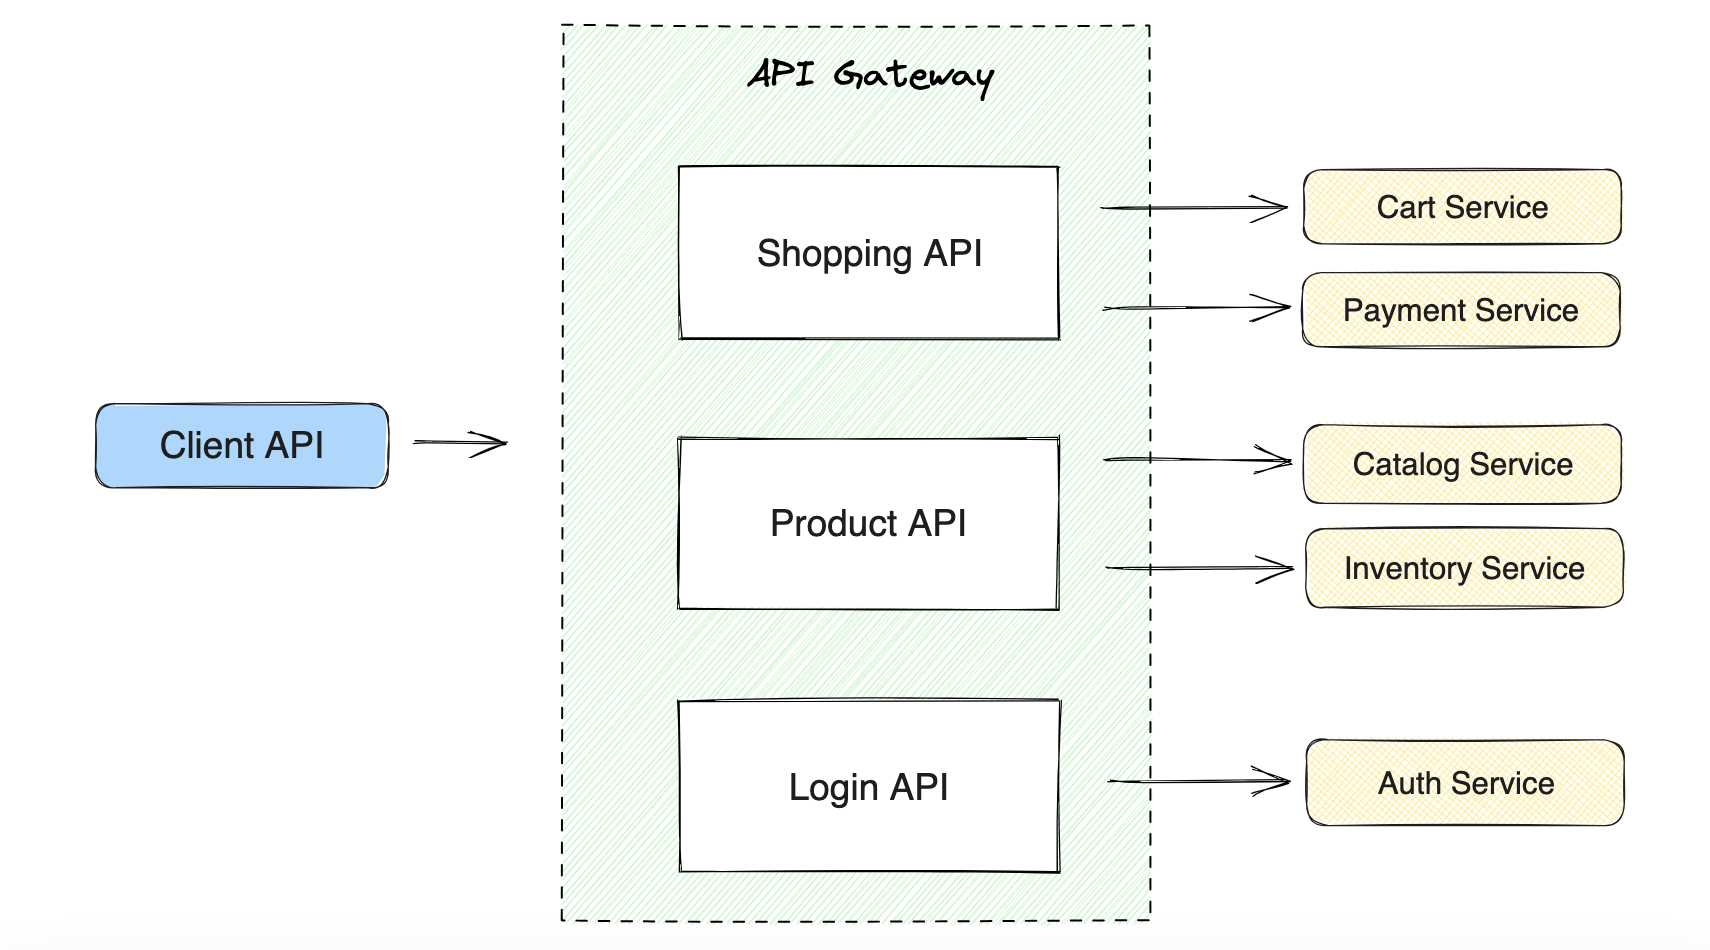 API Gateway
Shopping API
Cart Service
Payment Service
Client API
Product API
Catalog Service
Inventory Service
Login API
Auth Service